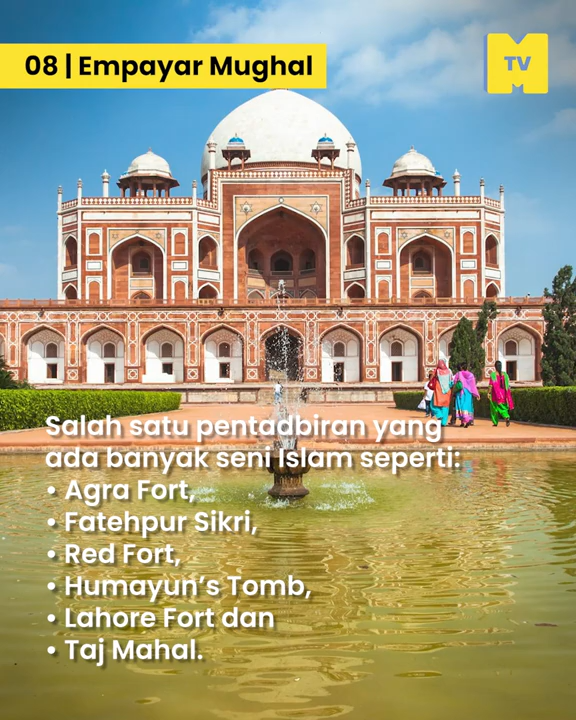 08 | Empayar Mughal
M
TV
Salah satu pentadbiran yang
ada banyak seni Islam seperti:
• Agra Fort,
• Fatehpur Sikri,
• Red Fort,
• Humayun’s Tomb,
• Lahore Fort dan
• Taj Mahal.